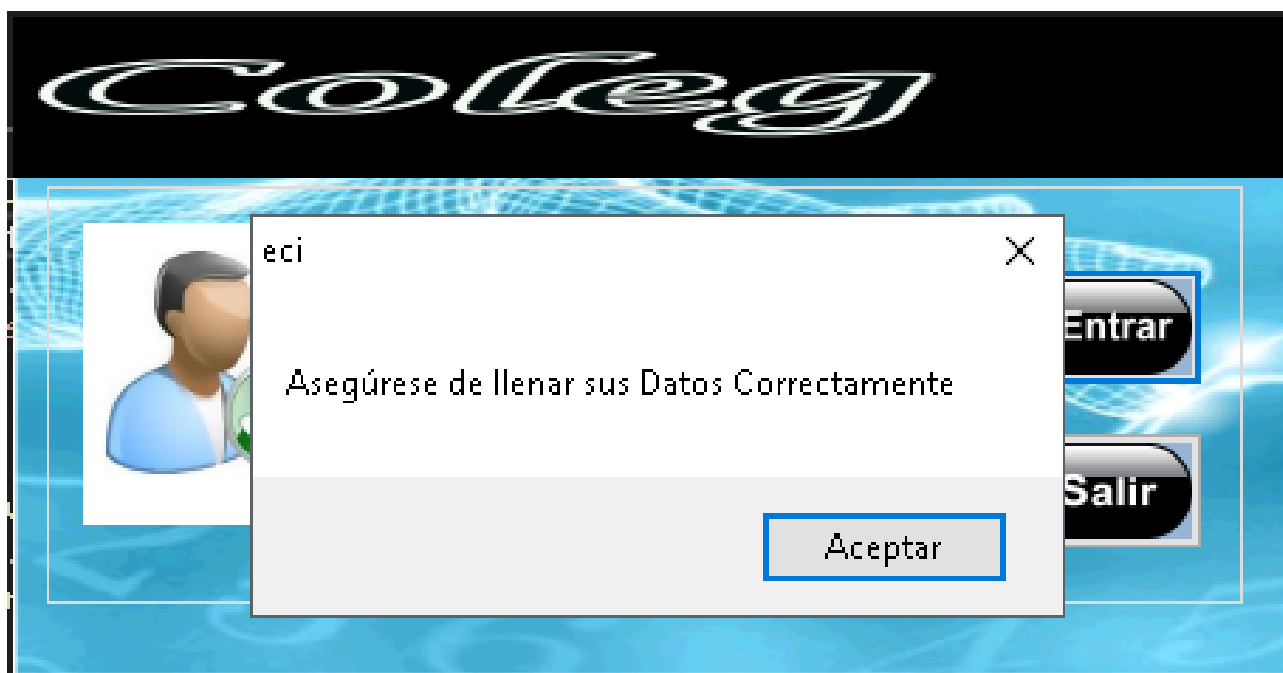 Coleg
eci
Asegúrese de llenar sus Datos Correctamente
Aceptar
Entrar
Salir